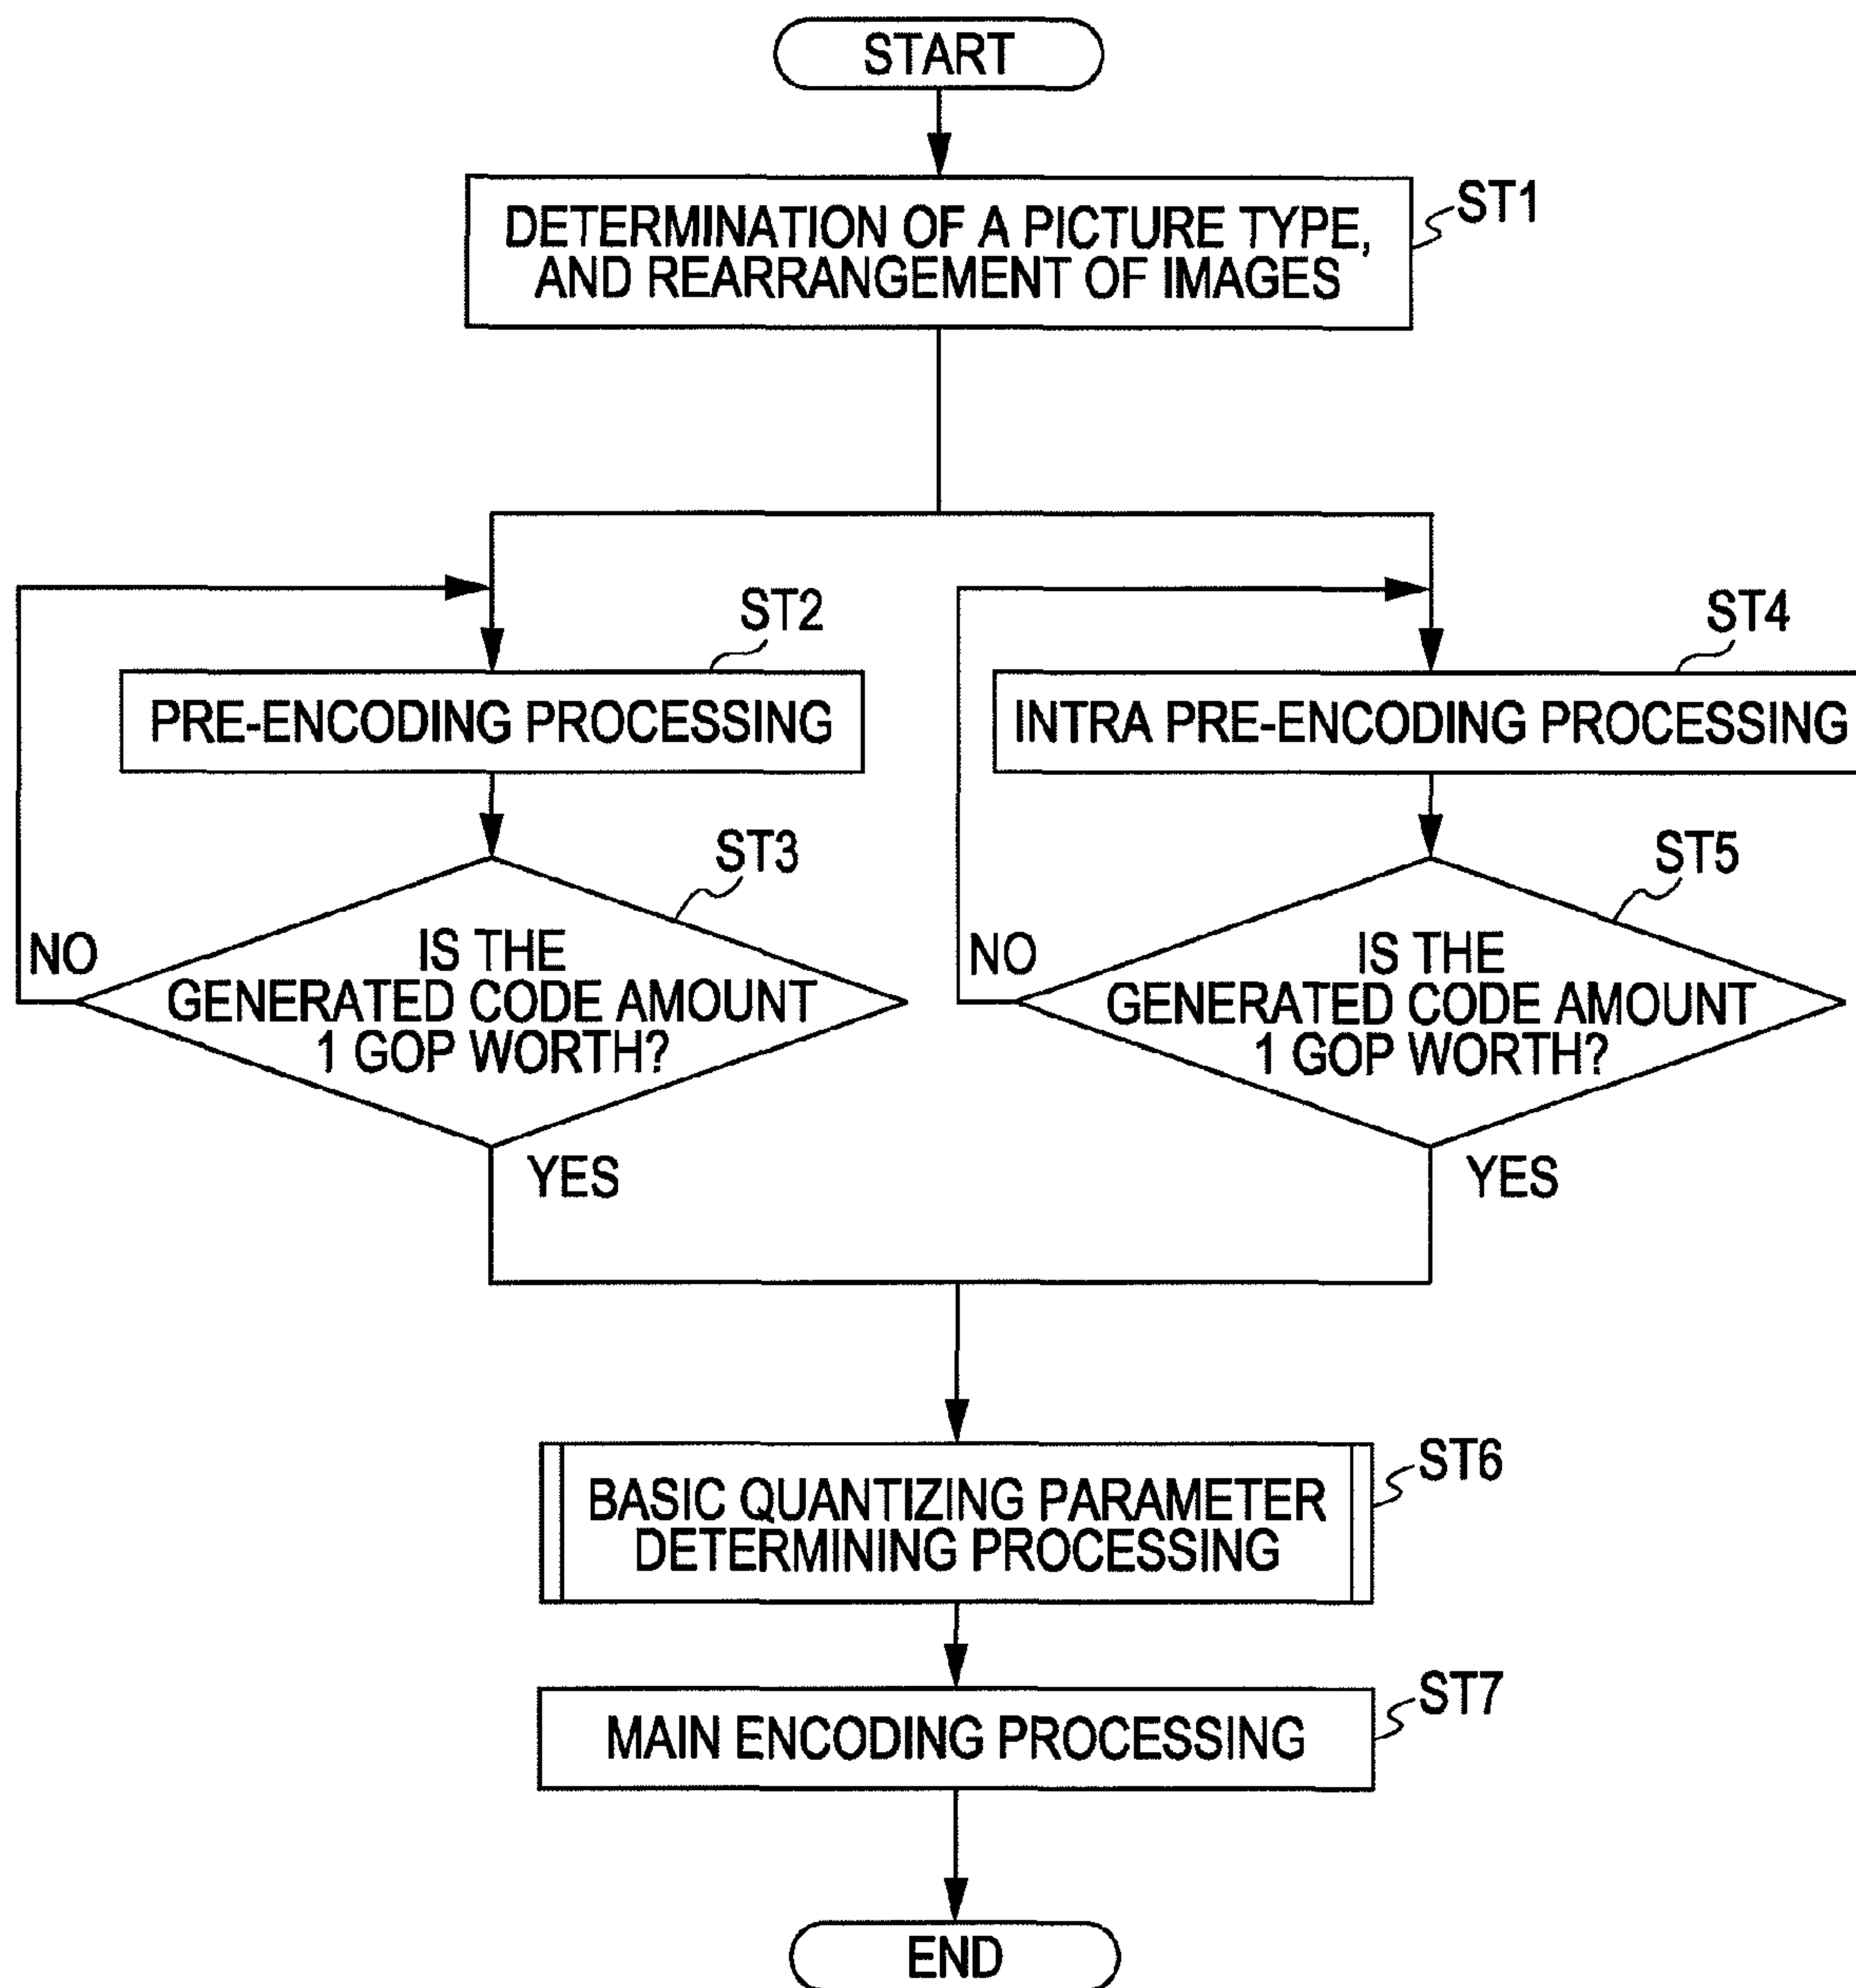 START
ST1
DETERMINATION OF A PICTURE TYPE,
AND REARRANGEMENT OF IMAGES
ST2
PRE-ENCODING PROCESSING
ST3
IS THE
GENERATED CODE AMOUNT
1 GOP WORTH?
NO
YES
ST4
INTRA PRE-ENCODING PROCESSING
ST5
IS THE
GENERATED CODE AMOUNT
1 GOP WORTH?
NO
YES
ST6
BASIC QUANTIZING PARAMETER
DETERMINING PROCESSING
ST7
MAIN ENCODING PROCESSING
END